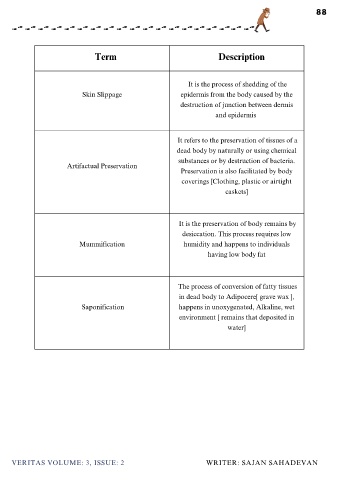 88
Term
Description
Skin Slippage
It is the process of shedding of the
epidermis from the body caused by the
destruction of junction between dermis
and epidermis
Artifactual Preservation
It refers to the preservation of tissues of a
dead body by naturally or using chemical
substances or by destruction of bacteria.
Preservation is also facilitated by body
coverings [Clothing, plastic or airtight
caskets]
Mummification
It is the preservation of body remains by
desiccation. This process requires low
humidity and happens to individuals
having low body fat
Saponification
The process of conversion of fatty tissues
in dead body to Adipocere[ grave wax ],
happens in unoxygenated, Alkaline, wet
environment [ remains that deposited in
water]
VERITAS VOLUME: 3, ISSUE: 2
WRITER: SAJAN SAHADEVAN